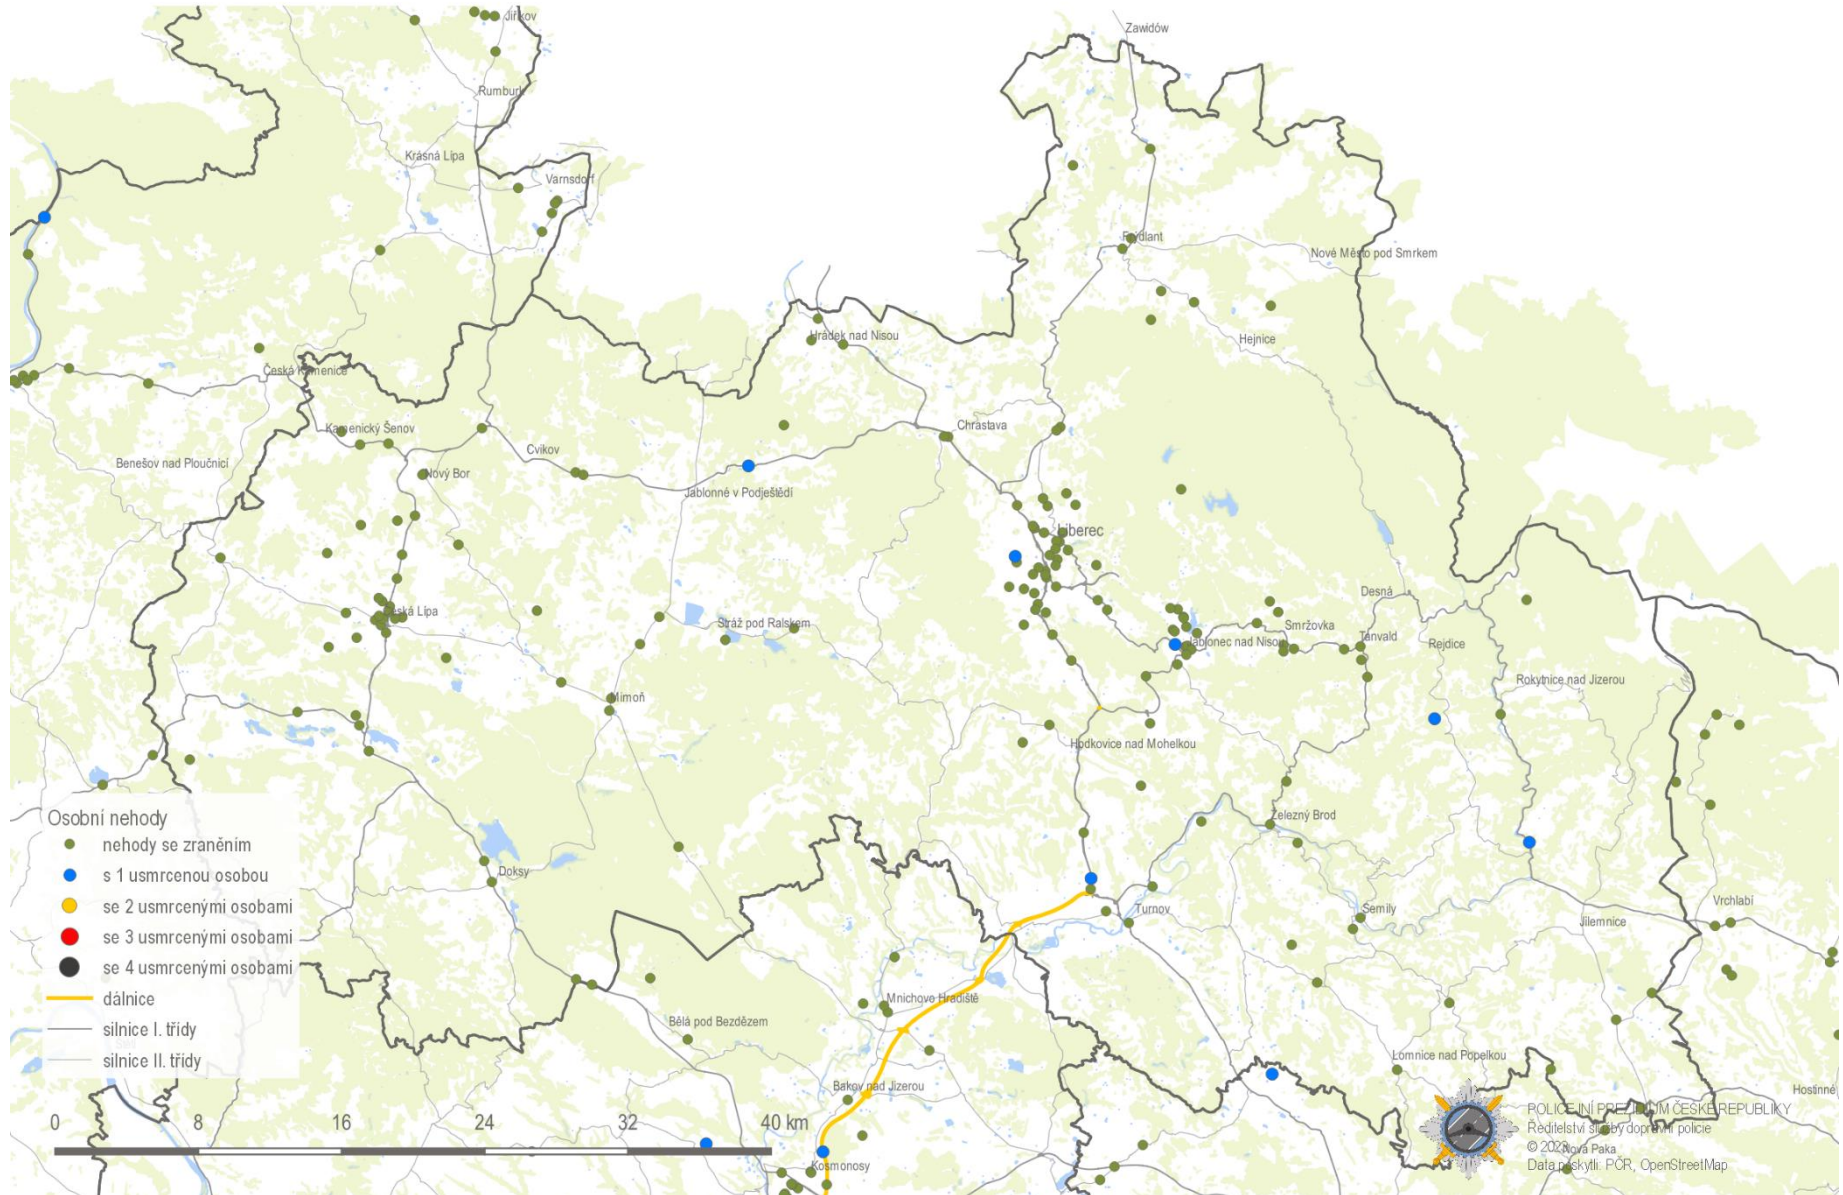 Zawidów
Jiříkov
Rumburk
Krásná Lípa
Varnsdorf
Frýdlant
Nové Město pod Smrkem
Hrádek nad Nisou
Hejnice
Česká Kamenice
Kamenický Šenov
Chrastava
Cvikov
Benešov nad Ploučnicí
Nový Bor
Jablonné v Podještědí
Liberec
Desná
Česká Lípa
Stráž pod Ralskem
Smržovka
Tanvald
Rejdice
Jablonec nad Nisou
Rokytnice nad Jizerou
Mimoň
Hodkovice nad Mohelkou
Železný Brod
Osobní nehody
nehody se zraněním
s 1 usmrcenou osobou
se 2 usmrcenými osobami
se 3 usmrcenými osobami
se 4 usmrcenými osobami
dálnice
silnice I. třídy
silnice II. třídy
Doksy
Turnov
Semily
Jilemnice
Vrchlabí
Mnichovo Hradiště
Bělá pod Bezdězem
Lomnice nad Popelkou
Bakov nad Jizerou
Hostinné
0 8 16 24 32 40 km
Kosmonosy
POLICEJNÍ PREZIDIUM ČESKÉ REPUBLIKY
Ředitelství služby dopravní policie
Nová Paka
Data poskytli: PČR, OpenStreetMap